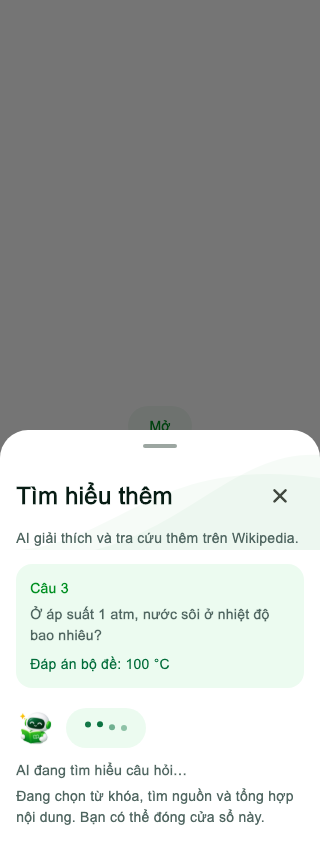 Mở
Tìm hiểu thêm
AI giải thích và tra cứu thêm trên Wikipedia.
Câu 3
Ở áp suất 1 atm, nước sôi ở nhiệt độ
bao nhiêu?
Đáp án bộ đề: 100 °C
AI đang tìm hiểu câu hỏi...
Đang chọn từ khóa, tìm nguồn và tổng hợp
nội dung. Bạn có thể đóng cửa sổ này.